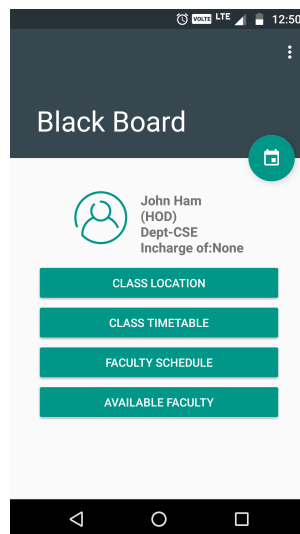 VOLTE LTE 12:50
Black Board
John Ham
(HOD)
Dept-CSE
Incharge of:None
CLASS LOCATION
CLASS TIMETABLE
FACULTY SCHEDULE
AVAILABLE FACULTY